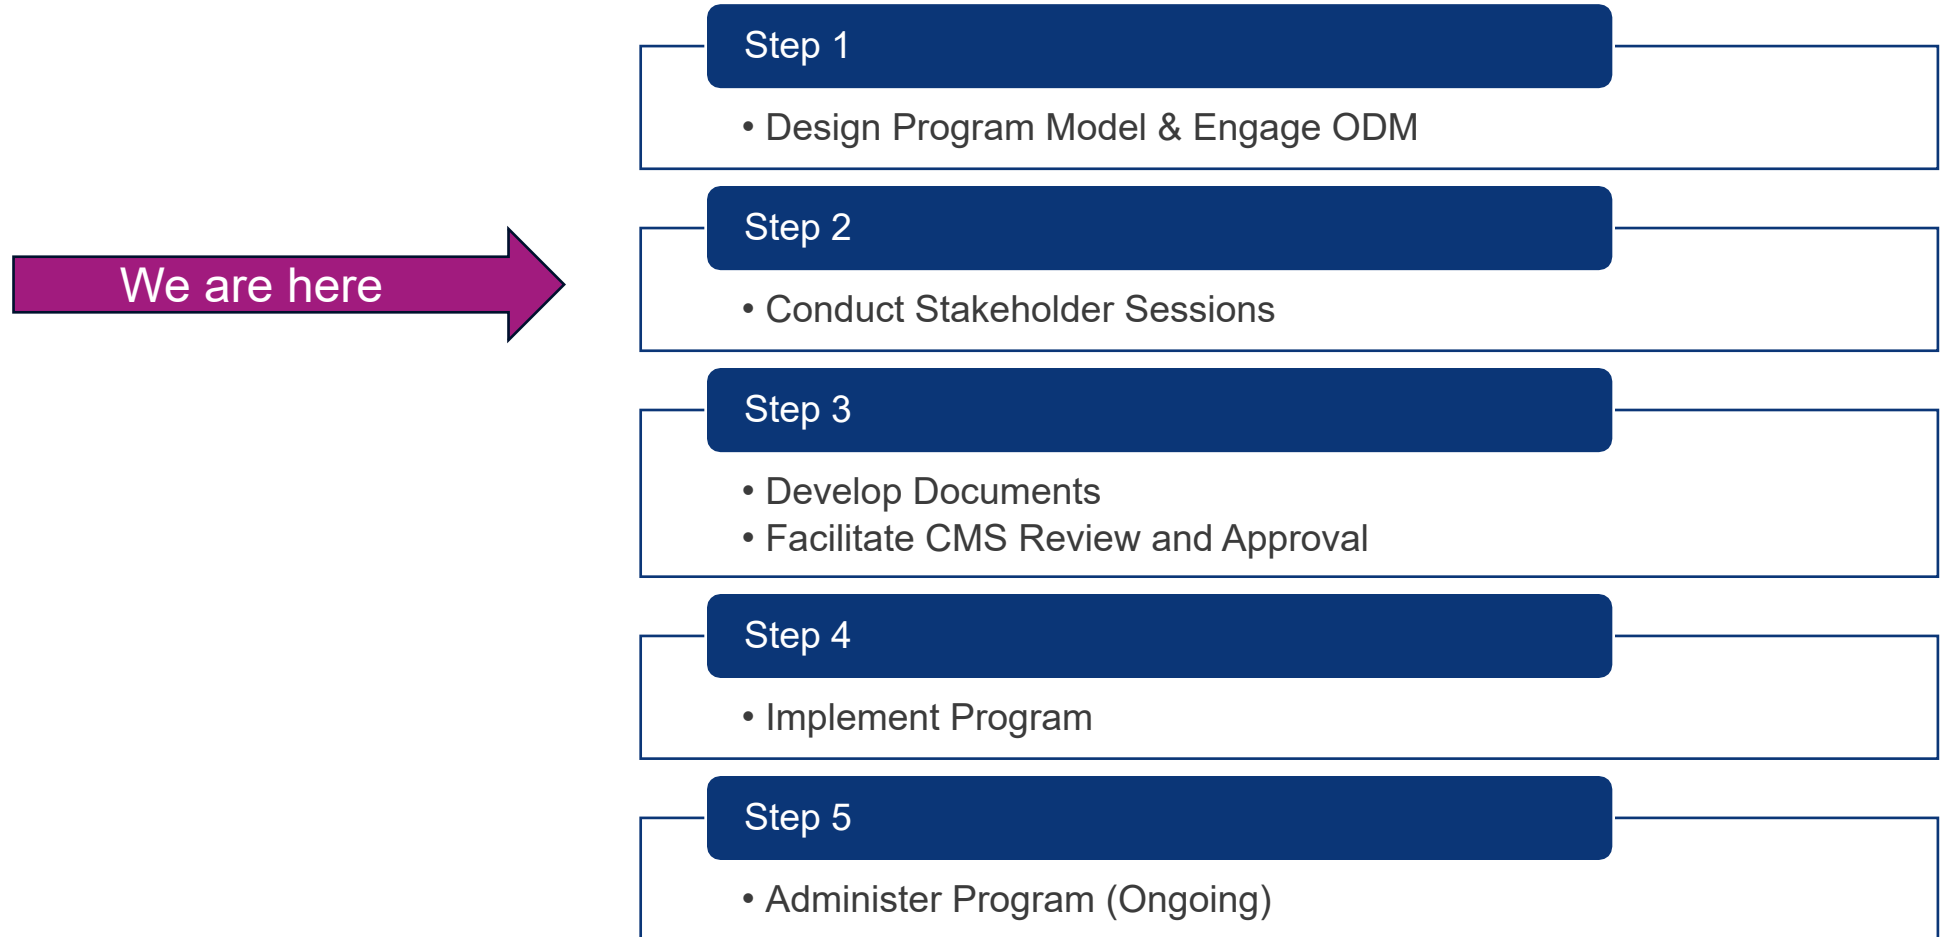 Step 1
• Design Program Model & Engage ODM
We are here
Step 2
• Conduct Stakeholder Sessions
Step 3
• Develop Documents
• Facilitate CMS Review and Approval
Step 4
• Implement Program
Step 5
• Administer Program (Ongoing)